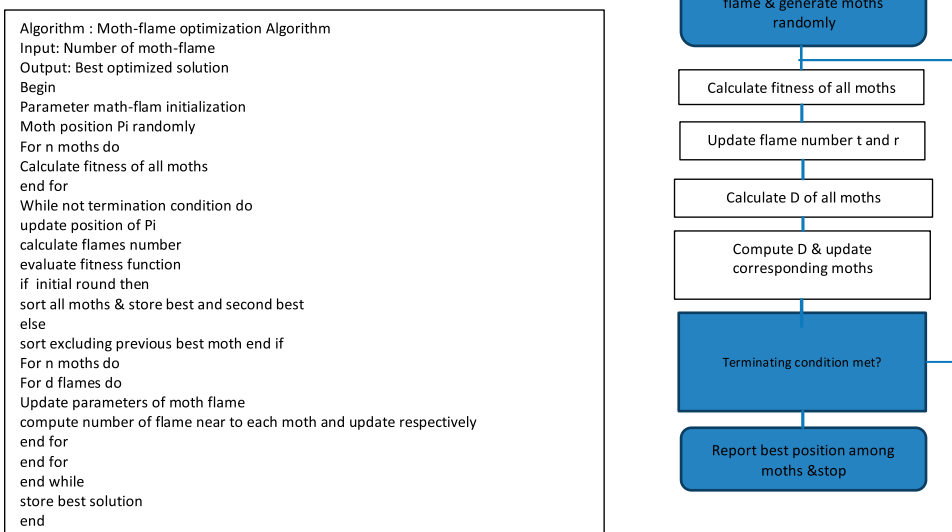 Algorithm : Moth-flame optimization Algorithm
Input: Number of moth-flame
Output: Best optimized solution
Begin
Parameter math-flam initialization
Moth position Pi randomly
For n moths do
Calculate fitness of all moths
end for
While not termination condition do
update position of Pi
calculate flames number
evaluate fitness function
if initial round then
sort all moths & store best and second best
else
sort excluding previous best moth end if
For n moths do
For d flames do
Update parameters of moth flame
compute number of flame near to each moth and update respectively
end for
end for
end while
store best solution
end
flame & generate moths
randomly
Calculate fitness of all moths
Update flame number t and r
Calculate D of all moths
Compute D & update
corresponding moths
Terminating condition met?
Report best position among
moths &stop